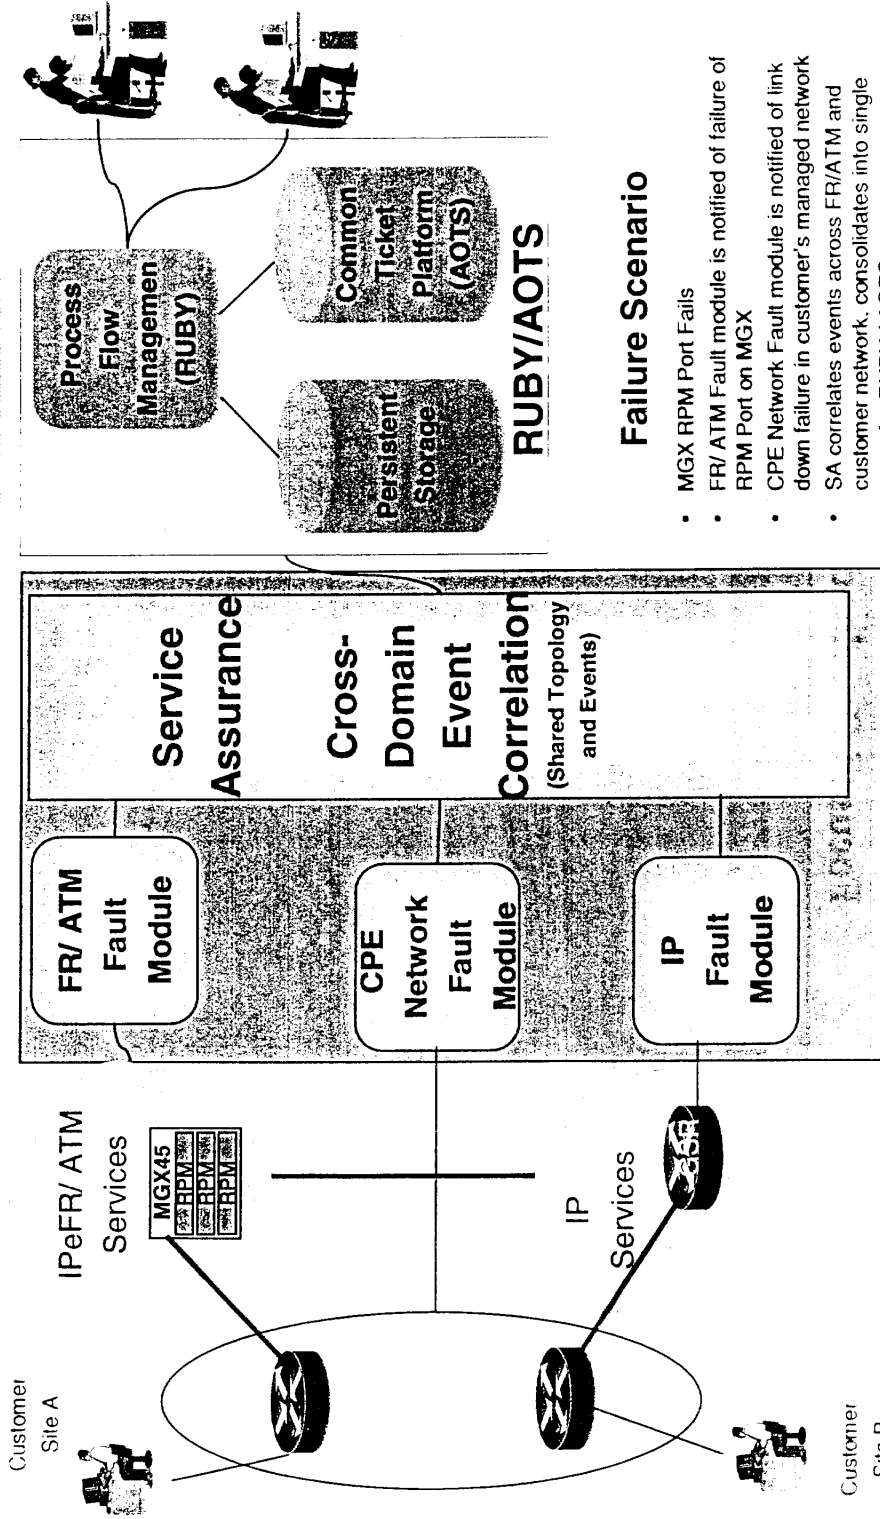 Customer
Site A
IPeFR/ ATM
Services
MGX45
RPM
RPM
RPM
IP
Services
GSR
Customer
FR/ ATM
Fault
Module
CPE
Network
Fault
Module
IP
Fault
Module
Service
Assurance
Cross-
Domain
Event
Correlation
(Shared Topology
and Events)
Process
Flow
Managemen
(RUBY)
Persistent
Storage
Common
Ticket
Platform
(AOTS)
RUBY/AOTS
Failure Scenario
• MGX RPM Port Fails
• FR/ ATM Fault module is notified of failure of
RPM Port on MGX
• CPE Network Fault module is notified of link
down failure in customer's managed network
• SA correlates events across FR/ATM and
customer network, consolidates into single